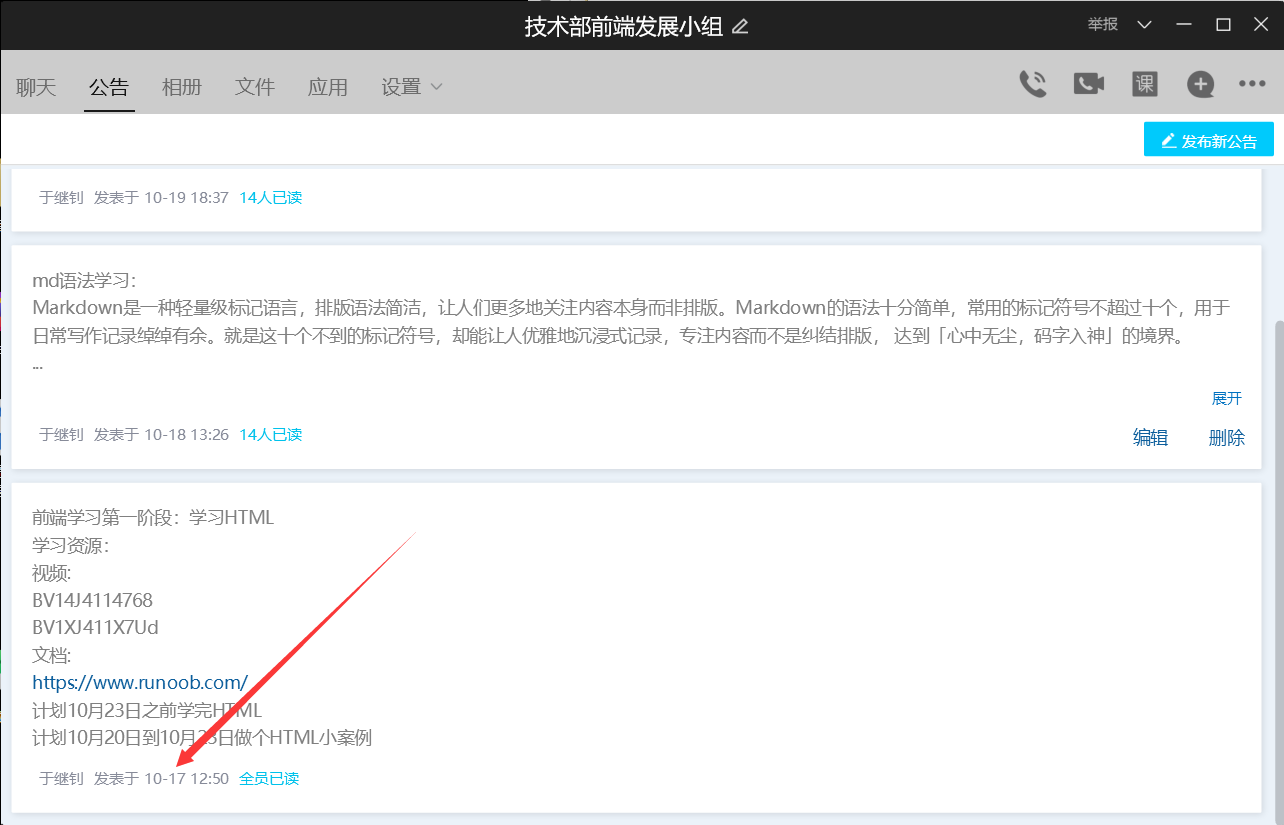 技术部前端发展小组
举报
聊天 公告 相册 文件 应用 设置
课
发布新公告
于继钊 发表于 10-19 18:37 14人已读
md语法学习：
Markdown是一种轻量级标记语言，排版语法简洁，让人们更多地关注内容本身而非排版。Markdown的语法十分简单，常用的标记符号不超过十个，用于
日常写作记录绰绰有余。就是这十个不到的标记符号，却能让人优雅地沉浸式记录，专注内容而不是纠结排版， 达到「心中无尘，码字入神」的境界。
...
展开
于继钊 发表于 10-18 13:26 14人已读
编辑 删除
前端学习第一阶段：学习HTML
学习资源：
视频:
BV14J4114768
BV1XJ411X7Ud
文档:
https://www.runoob.com/
计划10月23日之前学完HTML
计划10月20日到10月23日做个HTML小案例
于继钊 发表于 10-17 12:50 全员已读